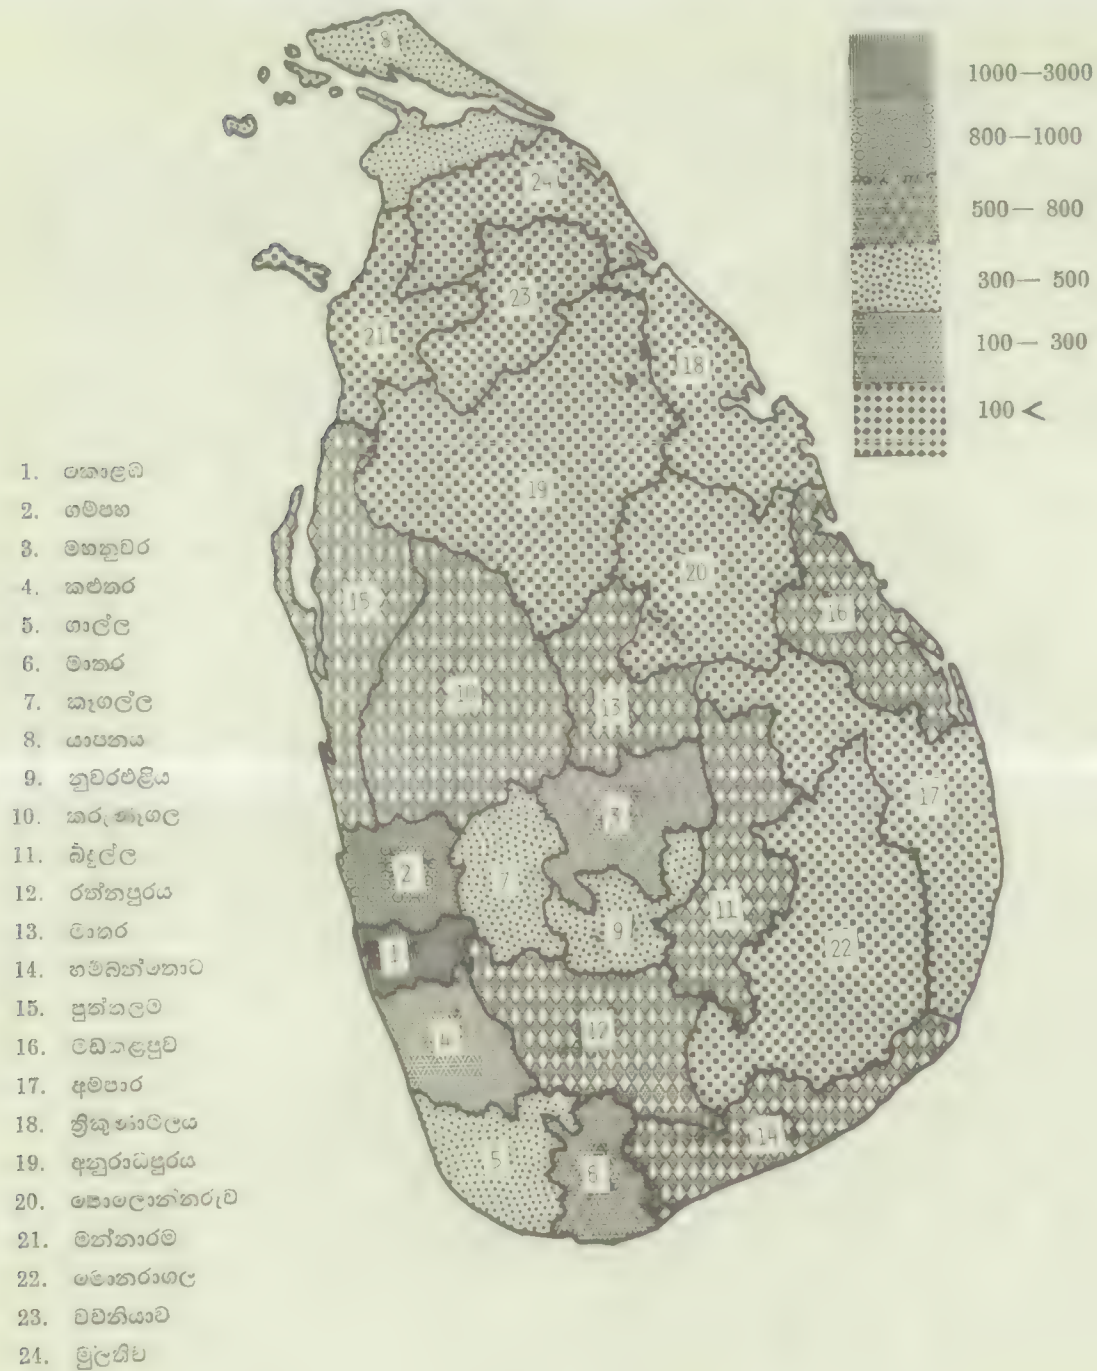 1000—3000
800—1000
500— 800
300— 500
100— 300
100 <
1. කොළඹ
2. ගම්පහ
3. මහනුවර
4. කළුතර
5. ගාල්ල
6. මාතර
7. කෑගල්ල
8. යාපනය
9. නුවරඑළිය
10.
11. බදුල්ල
12. රත්නපුරය
13.
14. හම්බන්තොට
15. පුත්තලම
16. මඩකළපුව
17. අම්පාර
18. ත්‍රිකුණාමලය
19. අනුරාධපුරය
20. පොලොන්නරුව
21. මන්නාරම
22. මොනරාගල
23. වව්නියාව
24. මුලතිව්
8
24
23
21
18
19
20
15
16
10
13
17
3
2
7
11
9
22
1
4
12
14
5
6